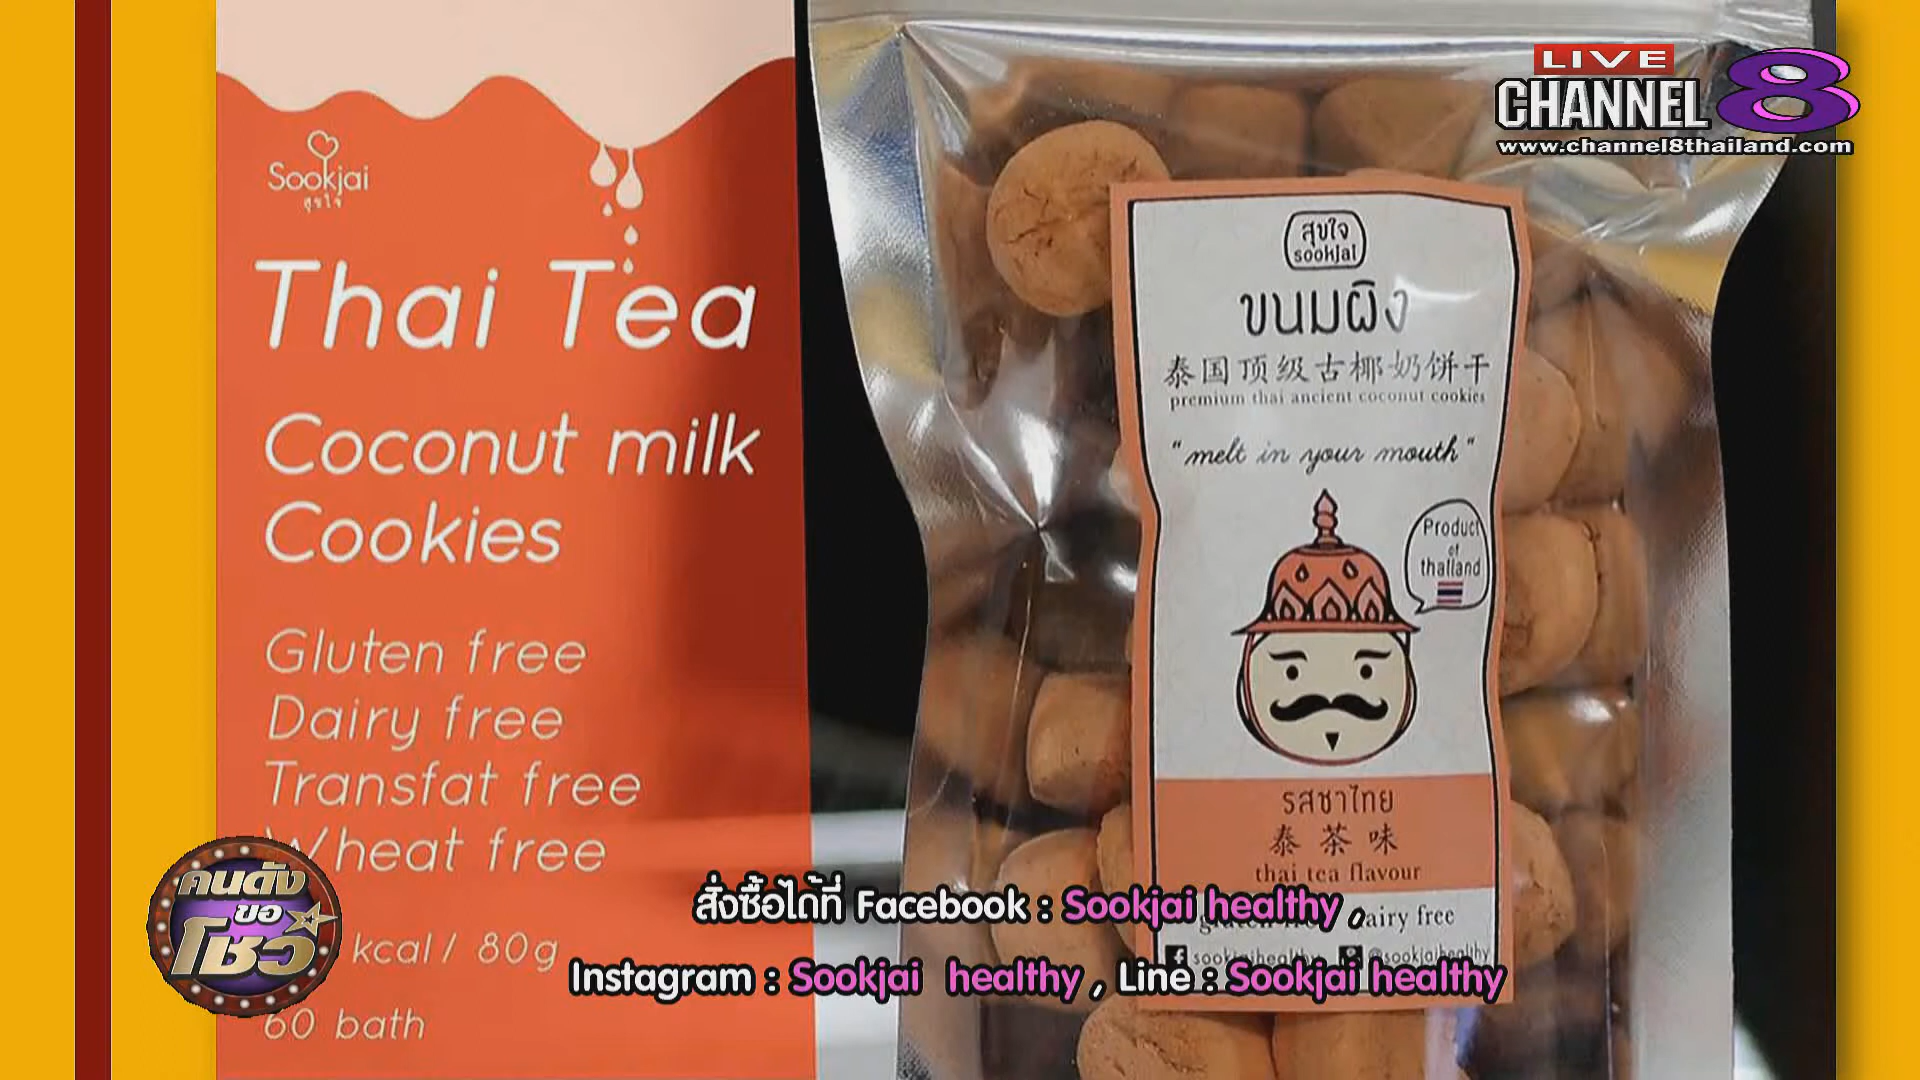 Sookjai
สุขใจ
Thai Tea
Coconut milk
Cookies
Gluten free
Dairy free
Transfat free
Wheat free
kcal / 80g
60 bath
สุขใจ
sookjai
ขนมผิง
泰国顶级古椰奶饼干
premium thai ancient coconut cookies
"melt in your mouth"
Product
of
thailand
รสชาไทย
泰茶味
thai tea flavour
dairy free
LIVE
CHANNEL 8
www.channel8thailand.com
คนดัง
ขอ
โชว์
สั่งซื้อได้ที่ Facebook : Sookjai healthy ,
Instagram : Sookjai healthy , Line : Sookjai healthy